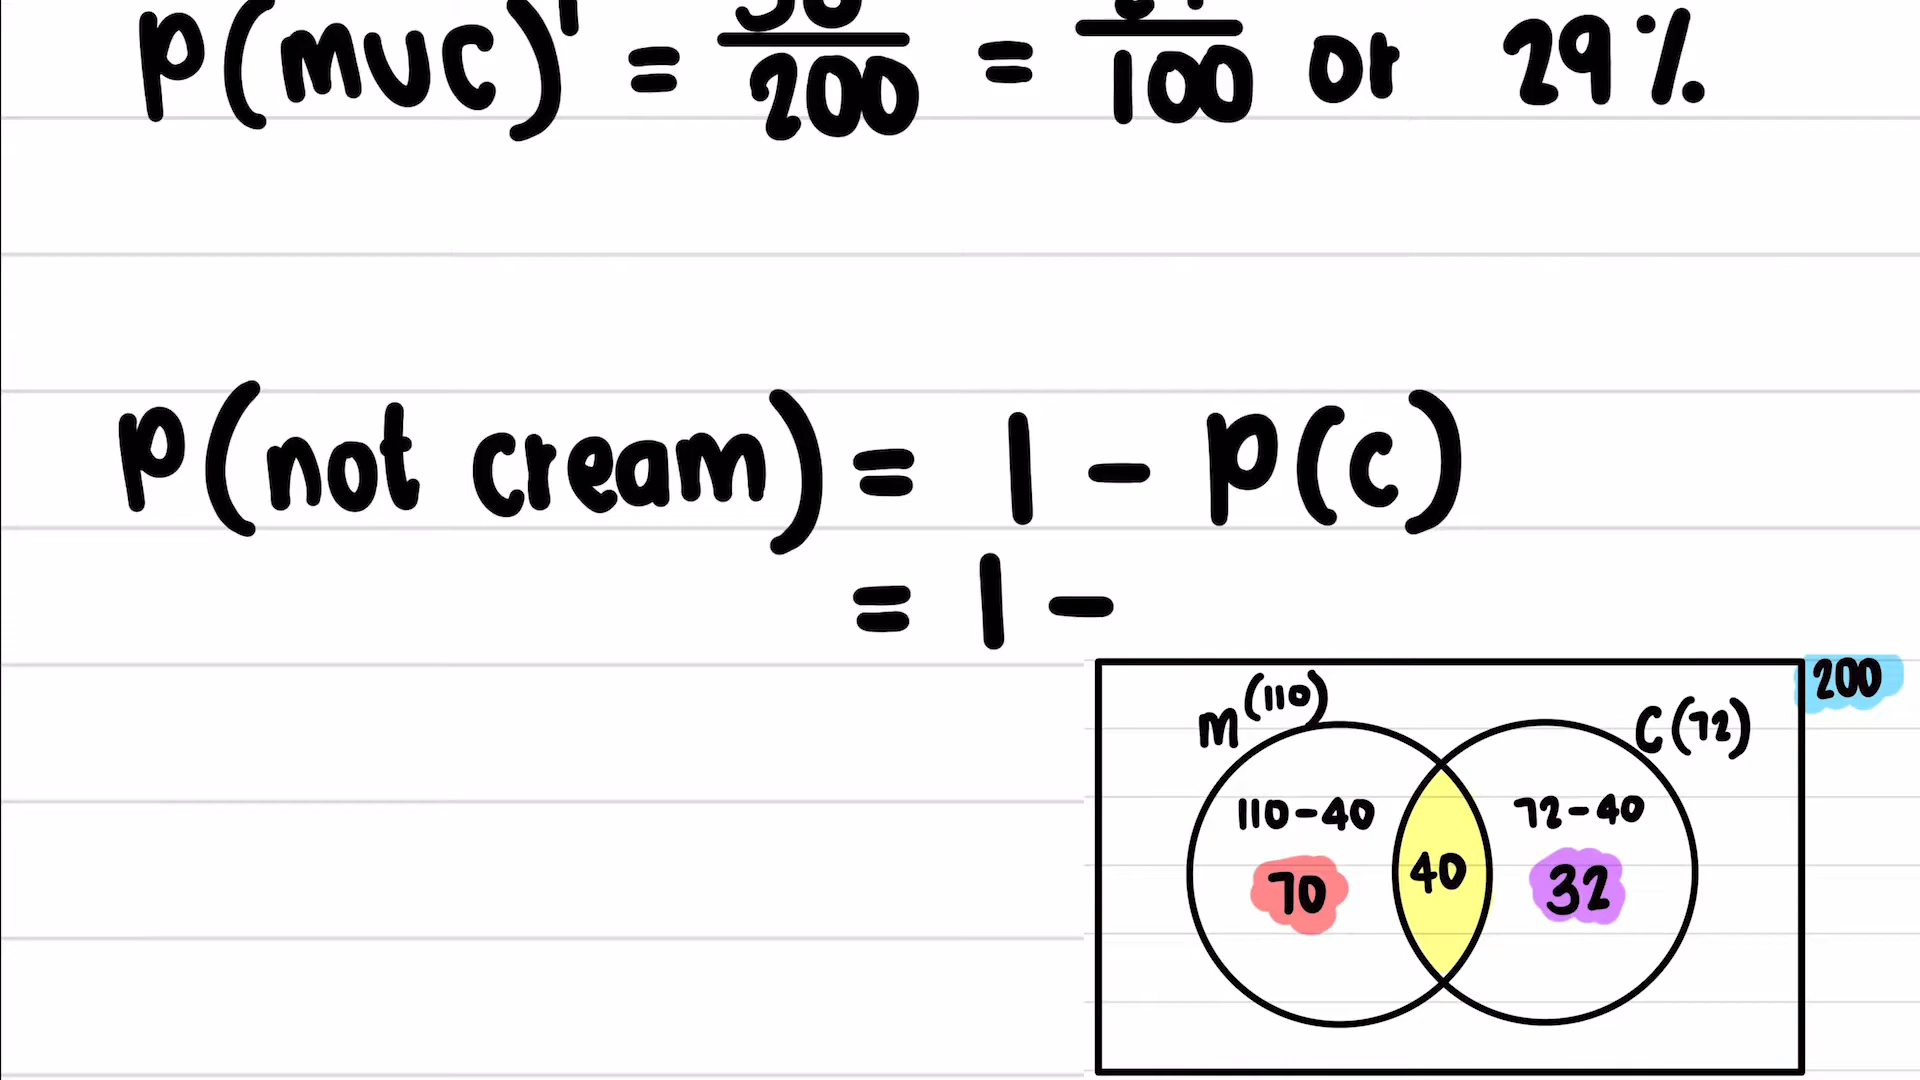 P(MUC)' = /200 = /100 or 29%
P(not cream) = 1 - P(C)
= 1 -
200
M (110)
C (72)
110-40
72-40
70
40
32